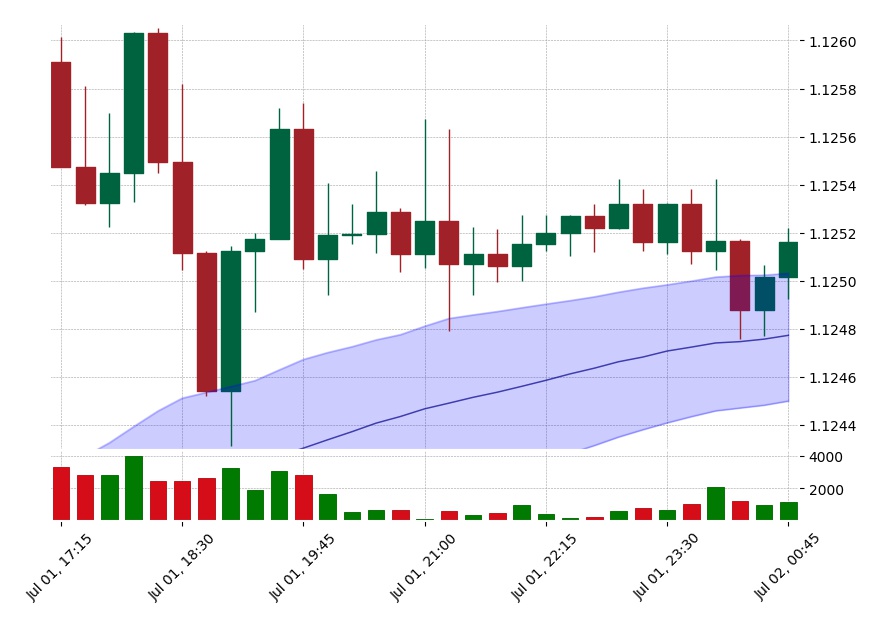 1.1260
1.1258
1.1256
1.1254
1.1252
1.1250
1.1248
1.1246
1.1244
4000
2000
Jul 01, 17:15
Jul 01, 18:30
Jul 01, 19:45
Jul 01, 21:00
Jul 01, 22:15
Jul 01, 23:30
Jul 02, 00:45